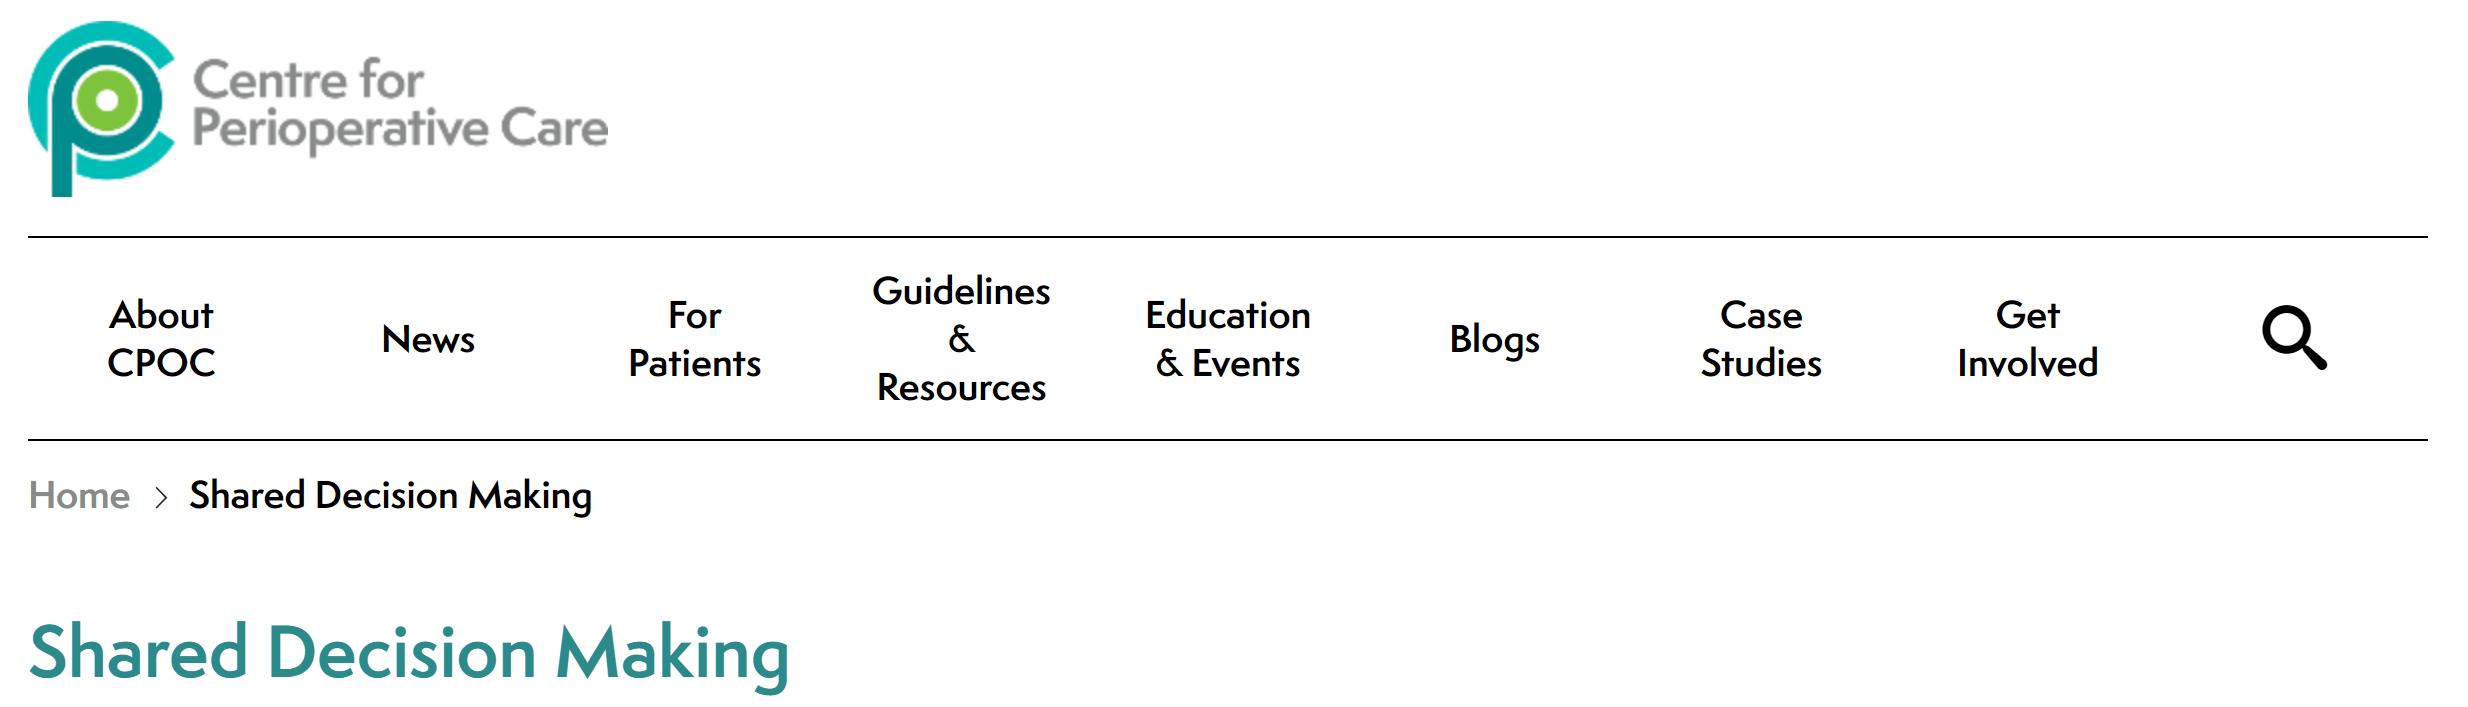 Centre for
Perioperative Care
About
CPOC
News
For
Patients
Guidelines
&
Resources
Education
& Events
Blogs
Case
Studies
Get
Involved
Home > Shared Decision Making
Shared Decision Making